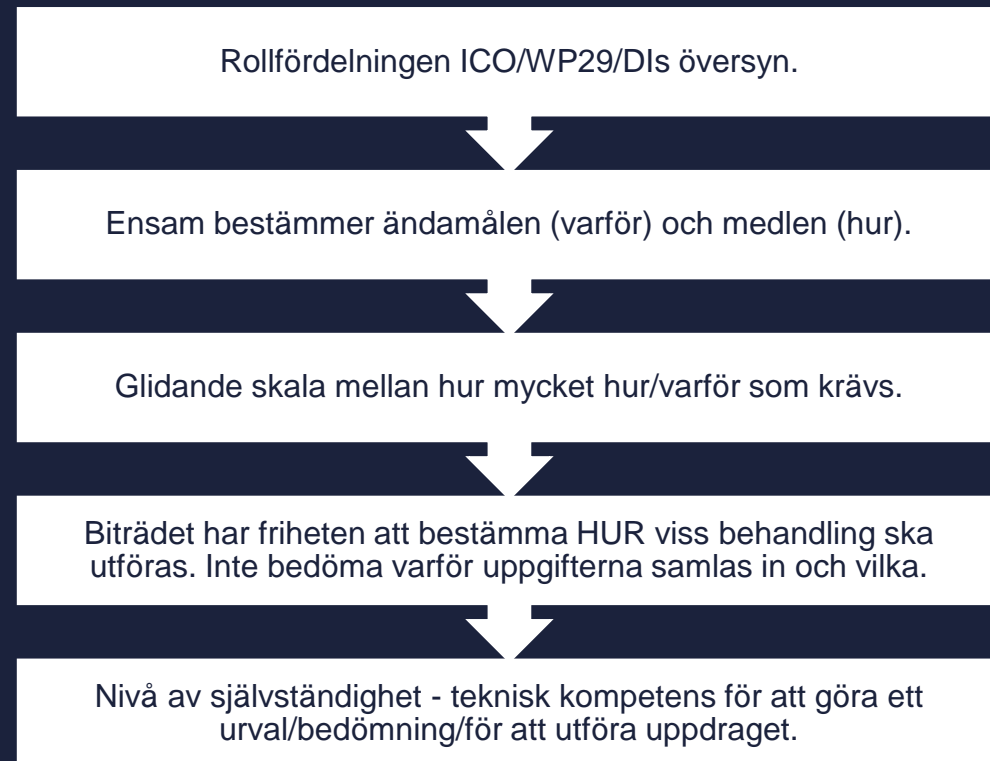 Rollfördelningen ICO/WP29/DIs översyn.
Ensam bestämmer ändamålen (varför) och medlen (hur).
Glidande skala mellan hur mycket hur/varför som krävs.
Biträdet har friheten att bestämma HUR viss behandling ska
utföras. Inte bedöma varför uppgifterna samlas in och vilka.
Nivå av självständighet - teknisk kompetens för att göra ett
urval/bedömning/för att utföra uppdraget.